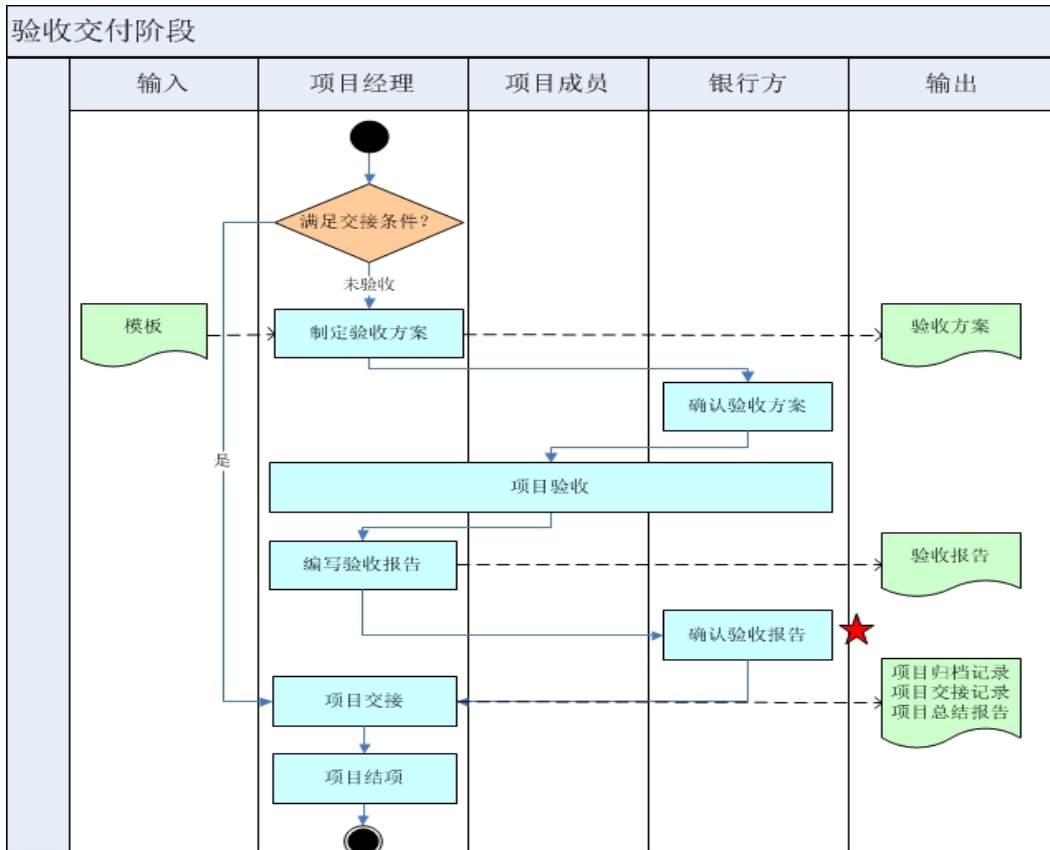 验收交付阶段
输入
项目经理
项目成员
银行方
输出
满足交接条件？
未验收
模板
制定验收方案
验收方案
确认验收方案
是
项目验收
编写验收报告
验收报告
确认验收报告
项目归档记录
项目交接记录
项目总结报告
项目交接
项目结项